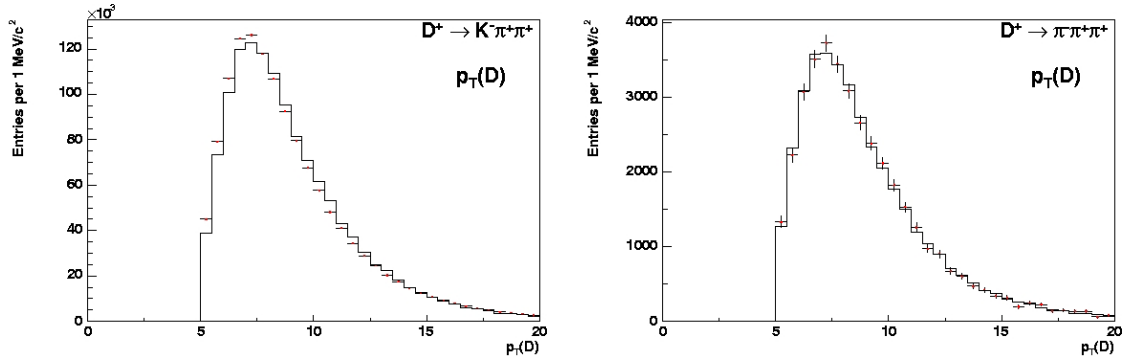 ×10³
Entries per 1 MeV/c²
D⁺ → K⁻π⁺π⁺
p_T(D)
120
100
80
60
40
20
0
0 5 10 15 20
p_T(D)
Entries per 1 MeV/c²
D⁺ → π⁻π⁺π⁺
p_T(D)
4000
3000
2000
1000
0
0 5 10 15 20
p_T(D)